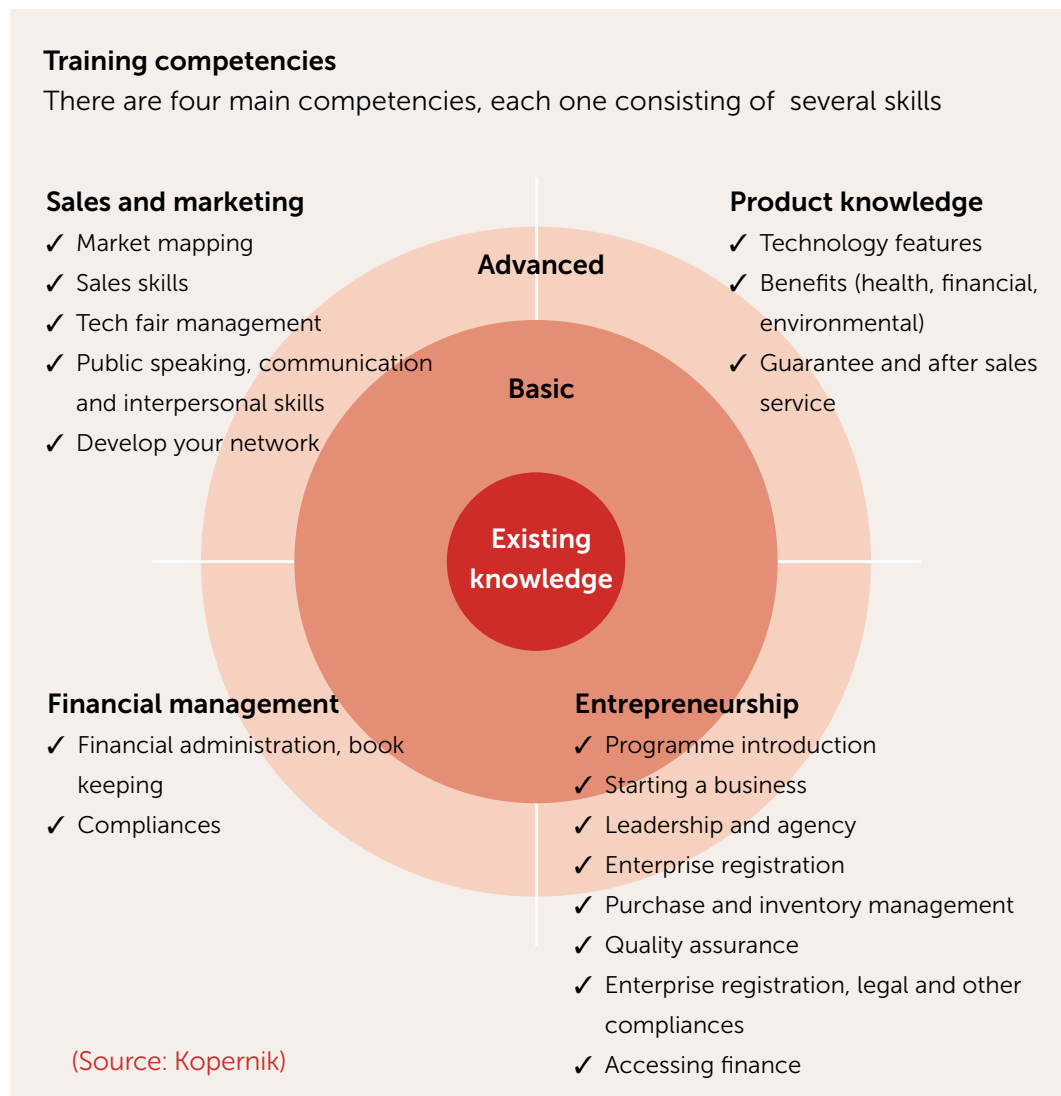 Training competencies
There are four main competencies, each one consisting of several skills
Sales and marketing
✓ Market mapping
✓ Sales skills
✓ Tech fair management
✓ Public speaking, communication
and interpersonal skills
✓ Develop your network
Product knowledge
✓ Technology features
✓ Benefits (health, financial,
environmental)
✓ Guarantee and after sales
service
Advanced
Basic
Existing
knowledge
Financial management
✓ Financial administration, book
keeping
✓ Compliances
Entrepreneurship
✓ Programme introduction
✓ Starting a business
✓ Leadership and agency
✓ Enterprise registration
✓ Purchase and inventory management
✓ Quality assurance
✓ Enterprise registration, legal and other
compliances
✓ Accessing finance
(Source: Kopernik)